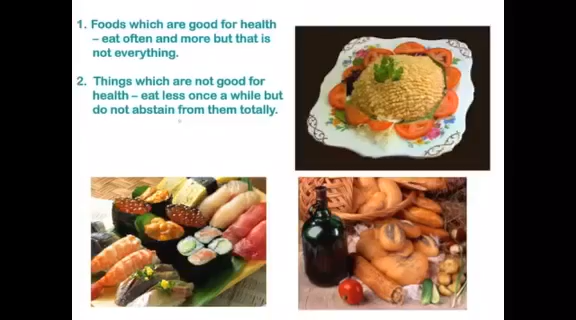 1. Foods which are good for health
– eat often and more but that is
not everything.
2. Things which are not good for
health – eat less once a while but
do not abstain from them totally.